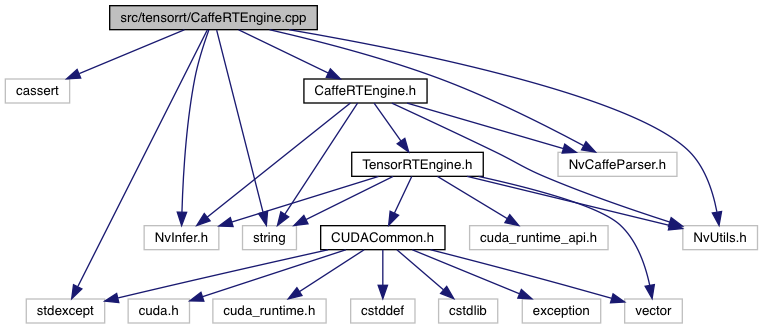 src/tensorrt/CaffeRTEngine.cpp
cassert
CaffeRTEngine.h
TensorRTEngine.h
NvCaffeParser.h
NvInfer.h
string
CUDACommon.h
cuda_runtime_api.h
NvUtils.h
stdexcept
cuda.h
cuda_runtime.h
cstddef
cstdlib
exception
vector